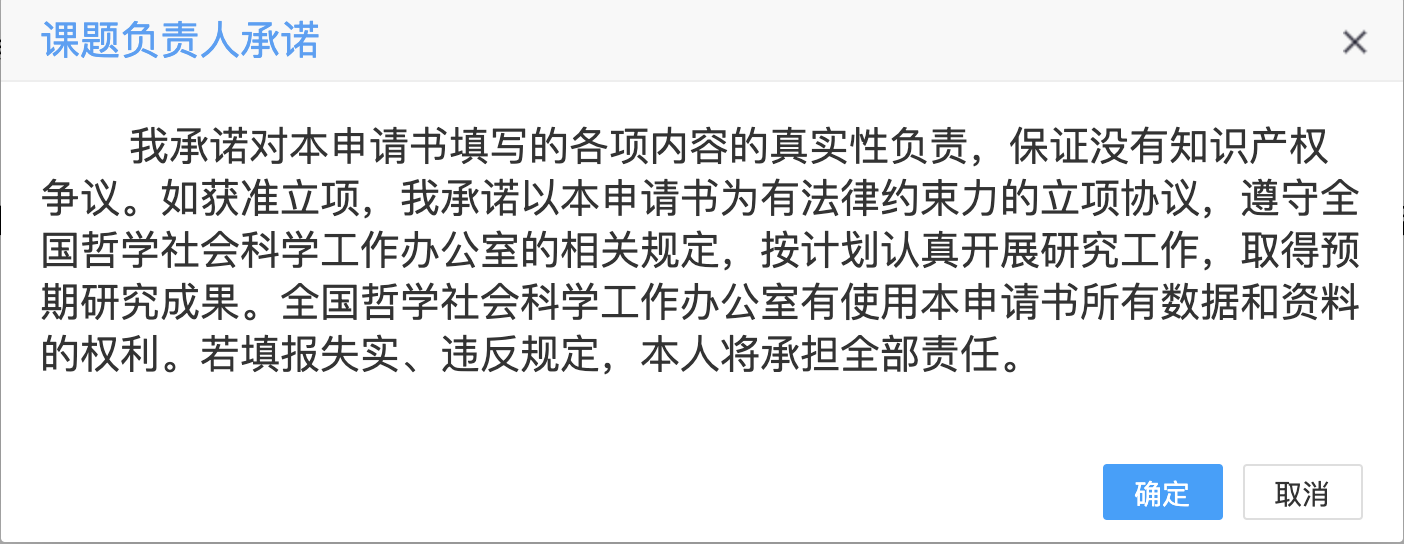 课题负责人承诺
我承诺对本申请书填写的各项内容的真实性负责，保证没有知识产权
争议。如获准立项，我承诺以本申请书为有法律约束力的立项协议，遵守全
国哲学社会科学工作办公室的相关规定，按计划认真开展研究工作，取得预
期研究成果。全国哲学社会科学工作办公室有使用本申请书所有数据和资料
的权利。若填报失实、违反规定，本人将承担全部责任。
确定 取消